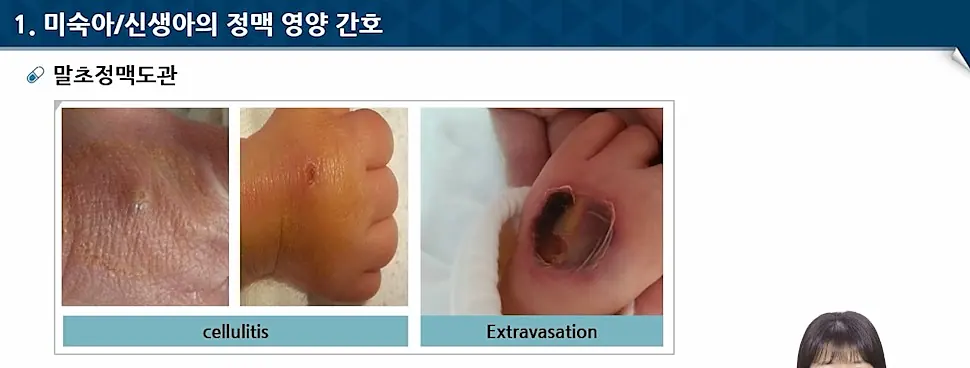 1. 미숙아/신생아의 정맥 영양 간호
말초정맥도관
cellulitis
Extravasation